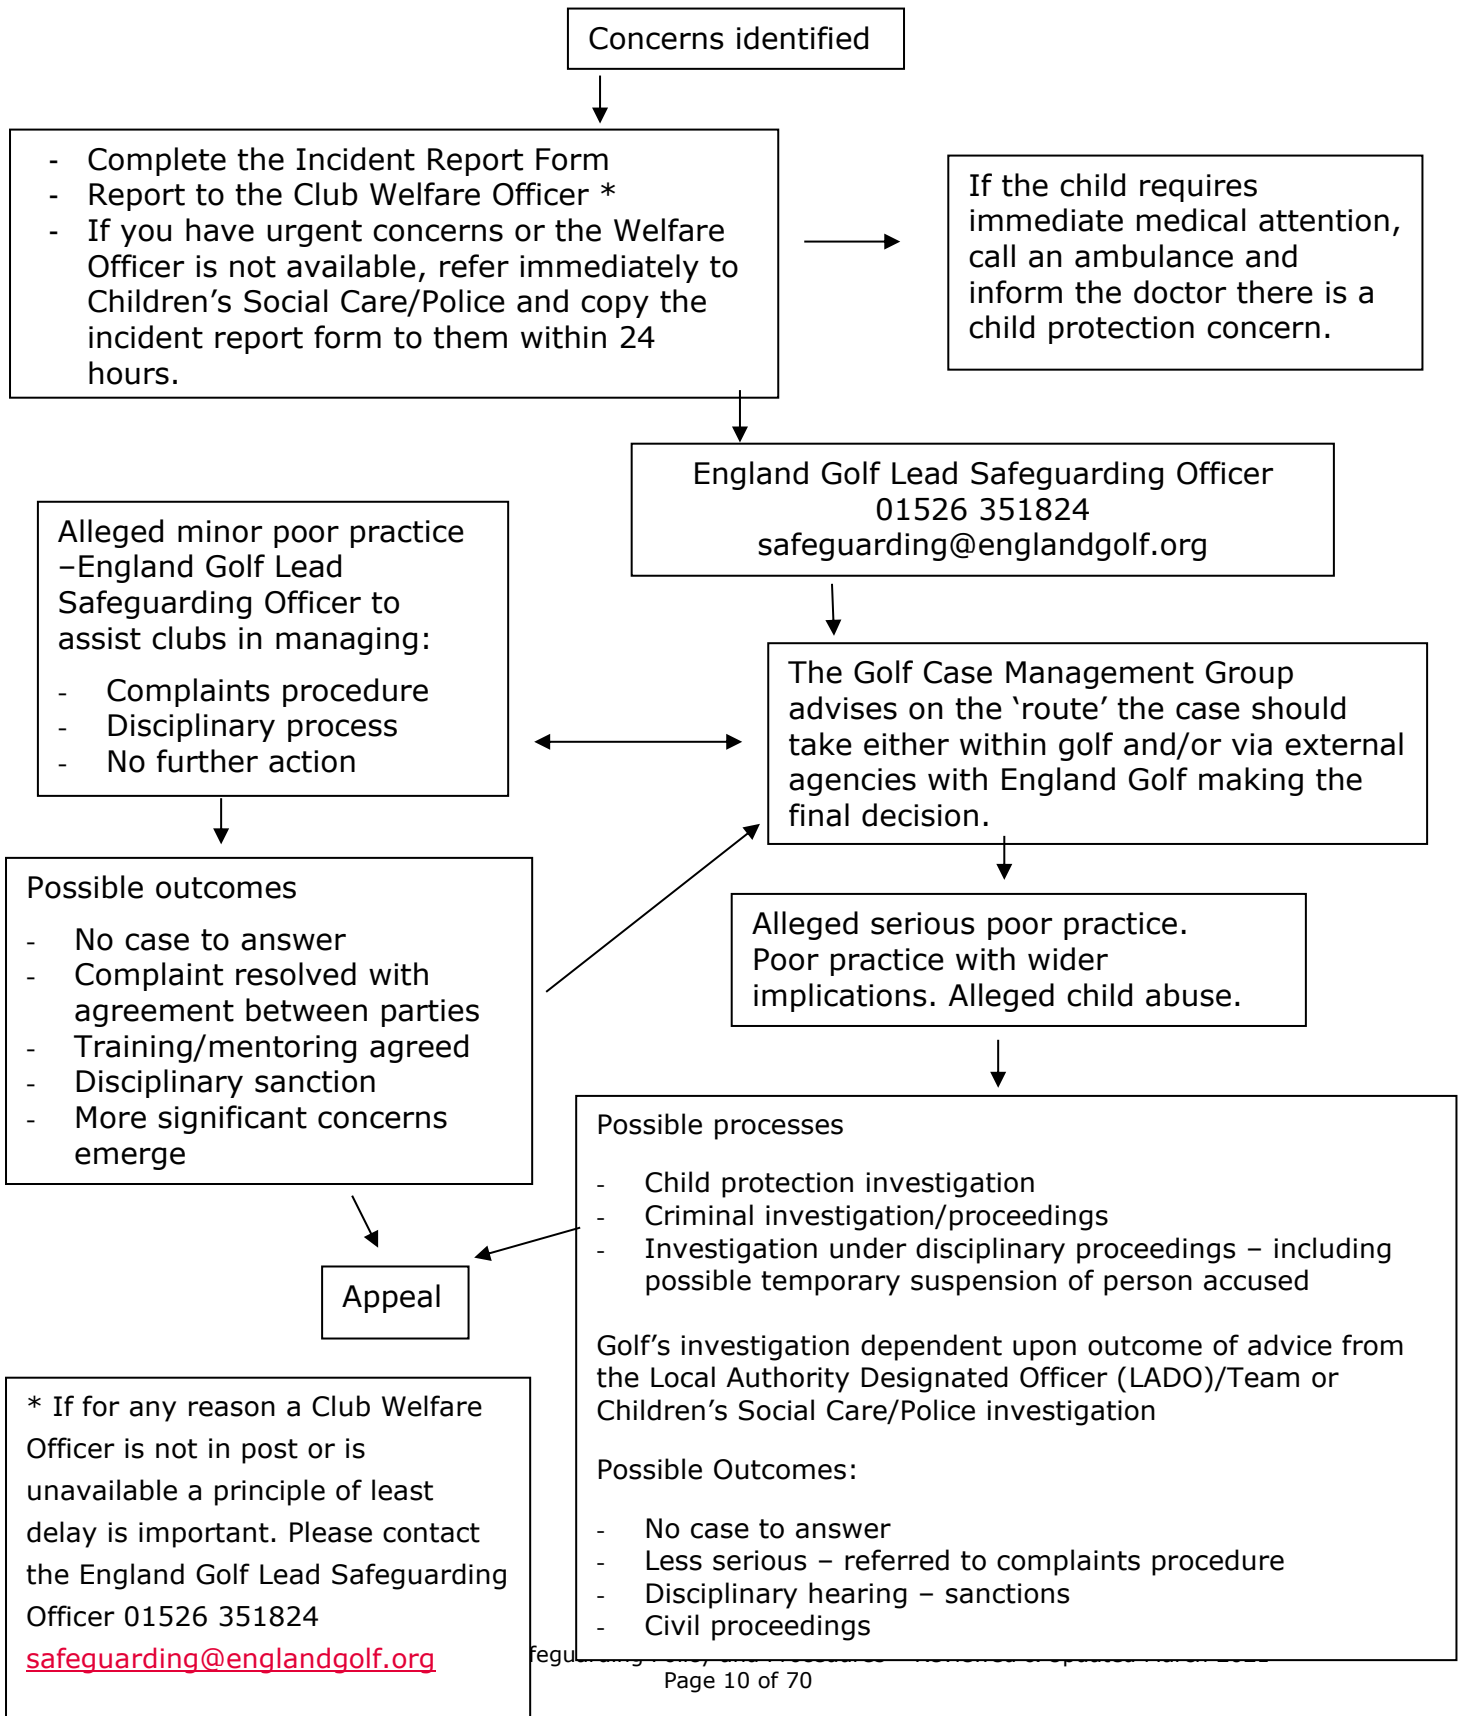 Concerns identified
- Complete the Incident Report Form
- Report to the Club Welfare Officer *
- If you have urgent concerns or the Welfare
Officer is not available, refer immediately to
Children’s Social Care/Police and copy the
incident report form to them within 24
hours.
If the child requires
immediate medical attention,
call an ambulance and
inform the doctor there is a
child protection concern.
England Golf Lead Safeguarding Officer
01526 351824
safeguarding@englandgolf.org
Alleged minor poor practice
–England Golf Lead
Safeguarding Officer to
assist clubs in managing:
- Complaints procedure
- Disciplinary process
- No further action
The Golf Case Management Group
advises on the ‘route’ the case should
take either within golf and/or via external
agencies with England Golf making the
final decision.
Possible outcomes
- No case to answer
- Complaint resolved with
agreement between parties
- Training/mentoring agreed
- Disciplinary sanction
- More significant concerns
emerge
Alleged serious poor practice.
Poor practice with wider
implications. Alleged child abuse.
Possible processes
- Child protection investigation
- Criminal investigation/proceedings
- Investigation under disciplinary proceedings – including
possible temporary suspension of person accused
Golf’s investigation dependent upon outcome of advice from
the Local Authority Designated Officer (LADO)/Team or
Children’s Social Care/Police investigation
Possible Outcomes:
- No case to answer
- Less serious – referred to complaints procedure
- Disciplinary hearing – sanctions
- Civil proceedings
Appeal
* If for any reason a Club Welfare
Officer is not in post or is
unavailable a principle of least
delay is important. Please contact
the England Golf Lead Safeguarding
Officer 01526 351824
safeguarding@englandgolf.org
Page 10 of 70